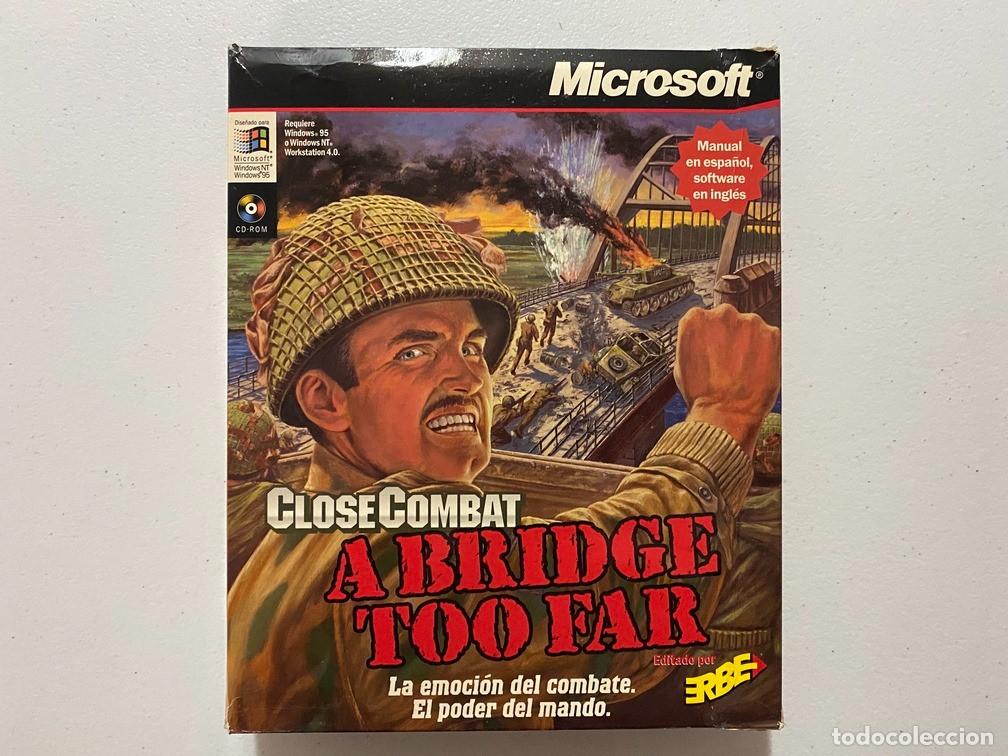 Microsoft®
Diseñado para
Microsoft®
Windows NT®
Windows®95
CD-ROM
Requiere
Windows® 95
o Windows NT®
Workstation 4.0.
Manual
en español,
software
en inglés
CLOSE COMBAT
A BRIDGE
TOO FAR
Editado por
ERBE
La emoción del combate.
El poder del mando.
todocoleccion